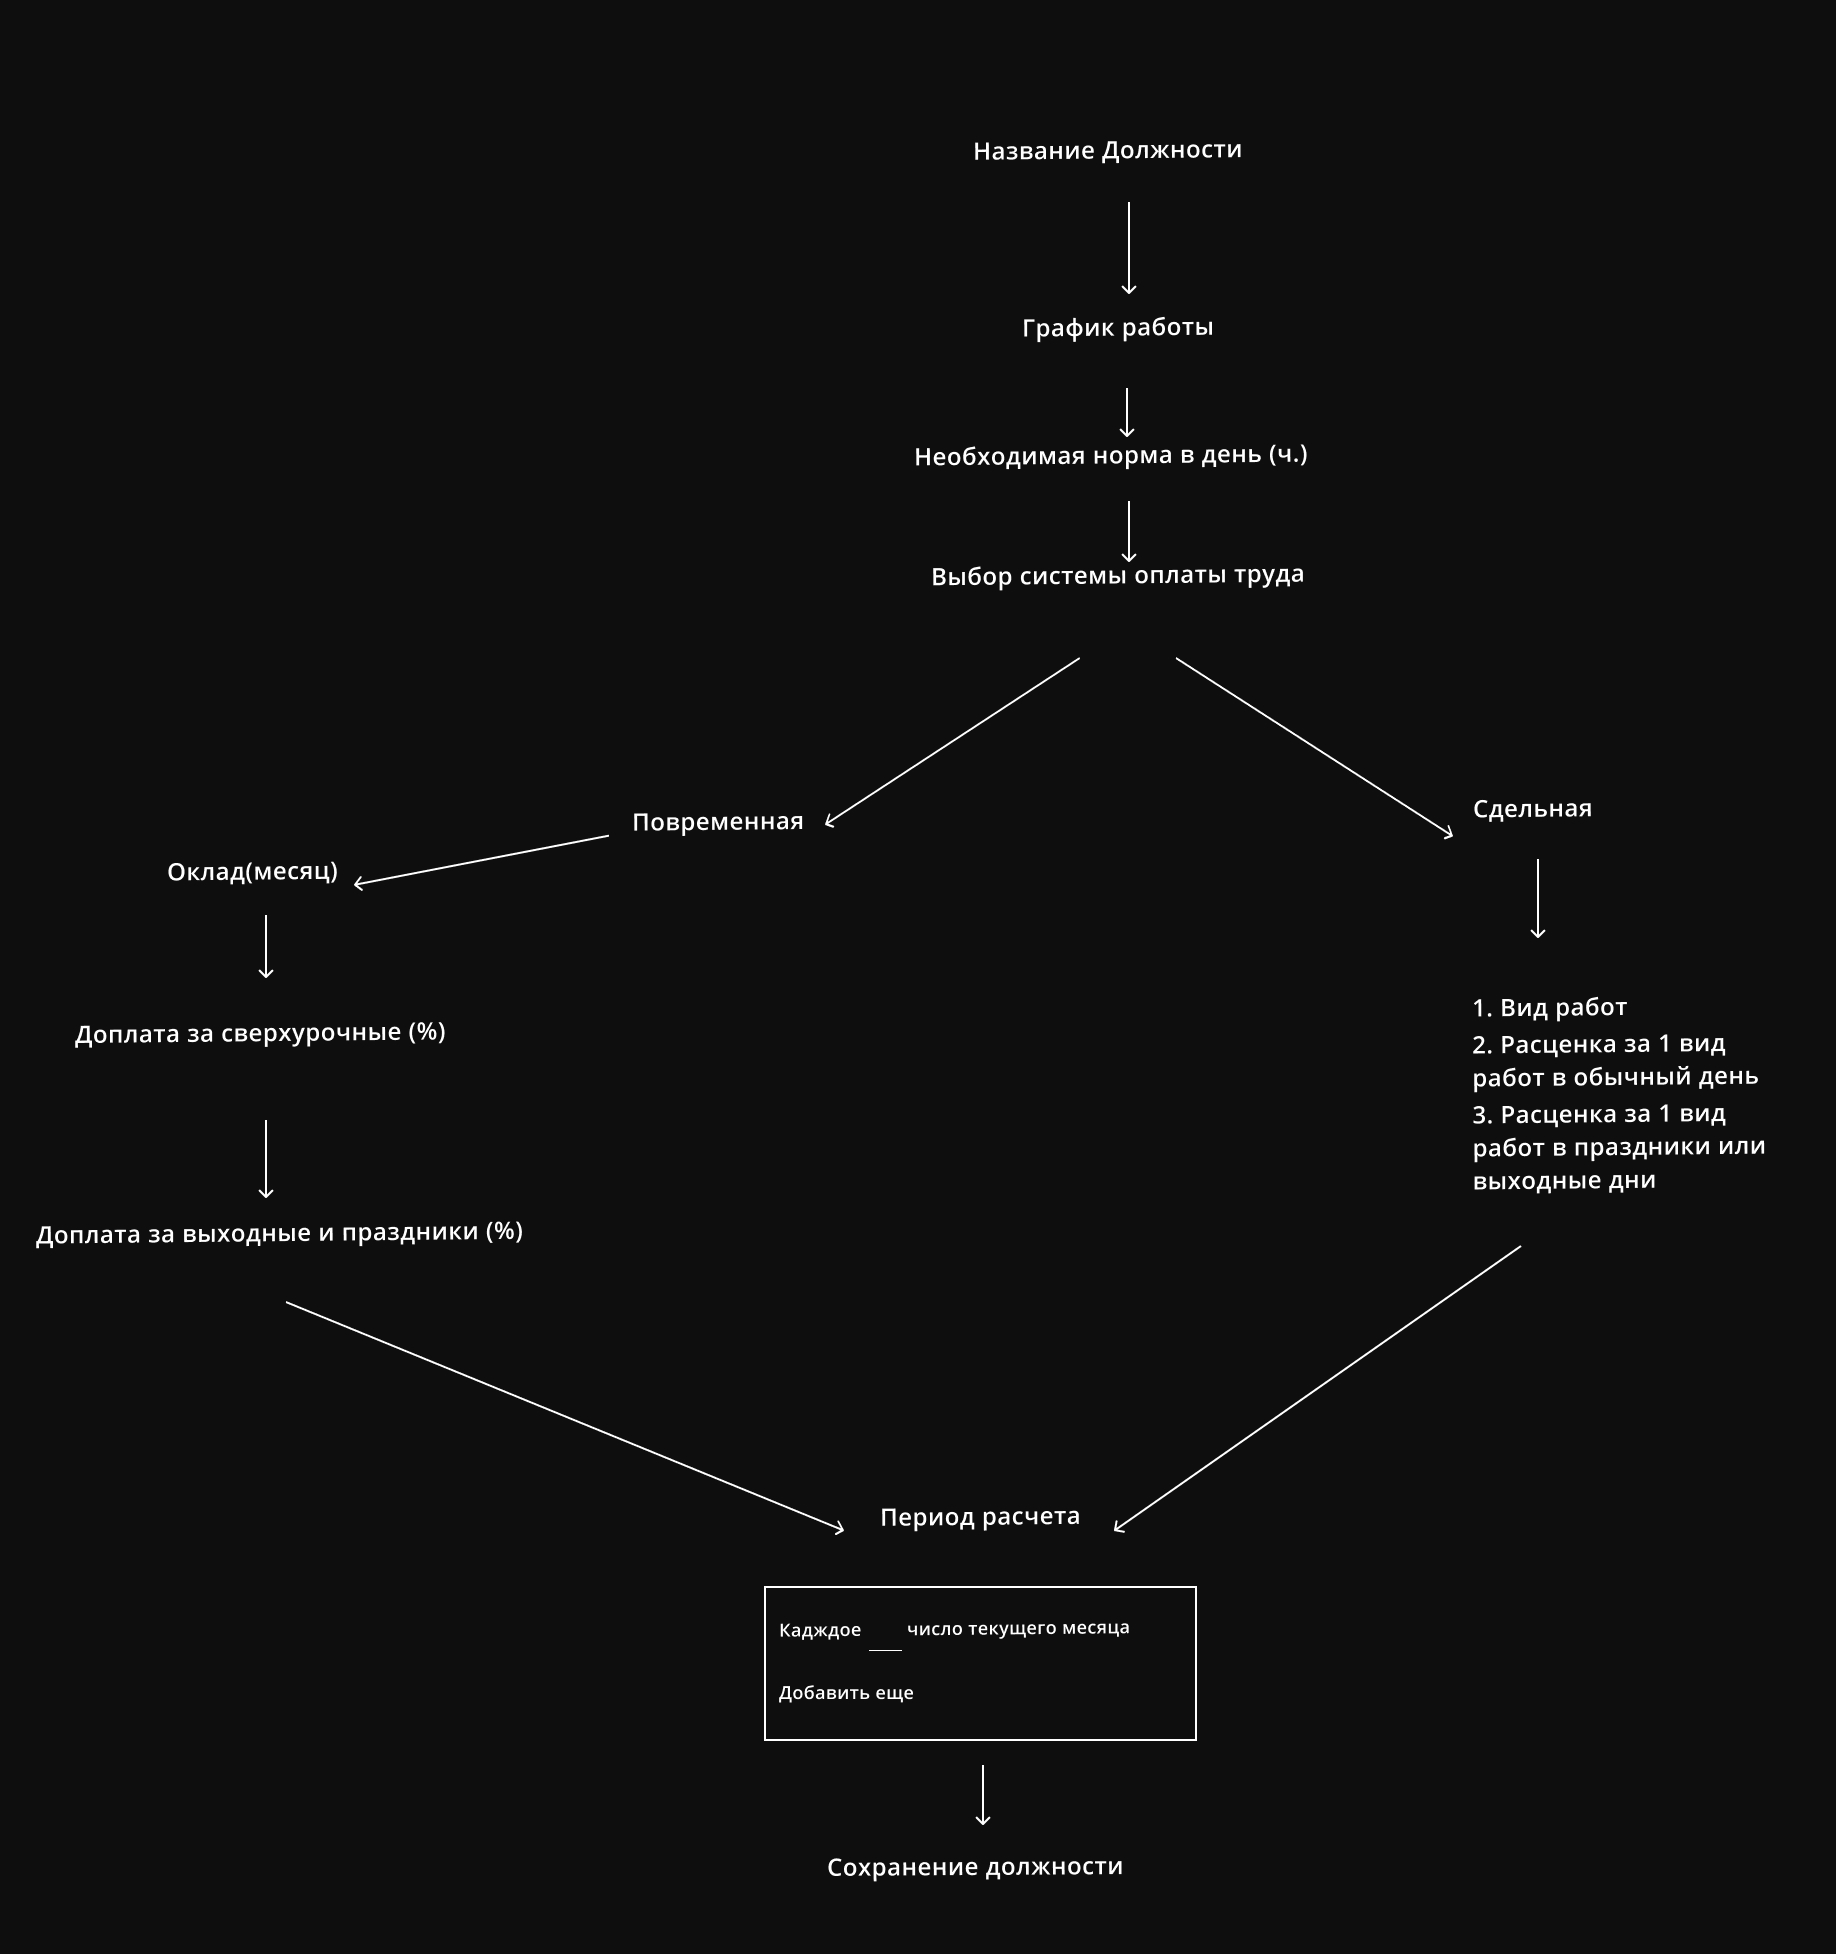 Название Должности
График работы
Необходимая норма в день (ч.)
Выбор системы оплаты труда
Повременная
Сдельная
Оклад(месяц)
Доплата за сверхурочные (%)
Доплата за выходные и праздники (%)
1. Вид работ
2. Расценка за 1 вид
работ в обычный день
3. Расценка за 1 вид
работ в праздники или
выходные дни
Период расчета
Кадждое ___ число текущего месяца
Добавить еще
Сохранение должности